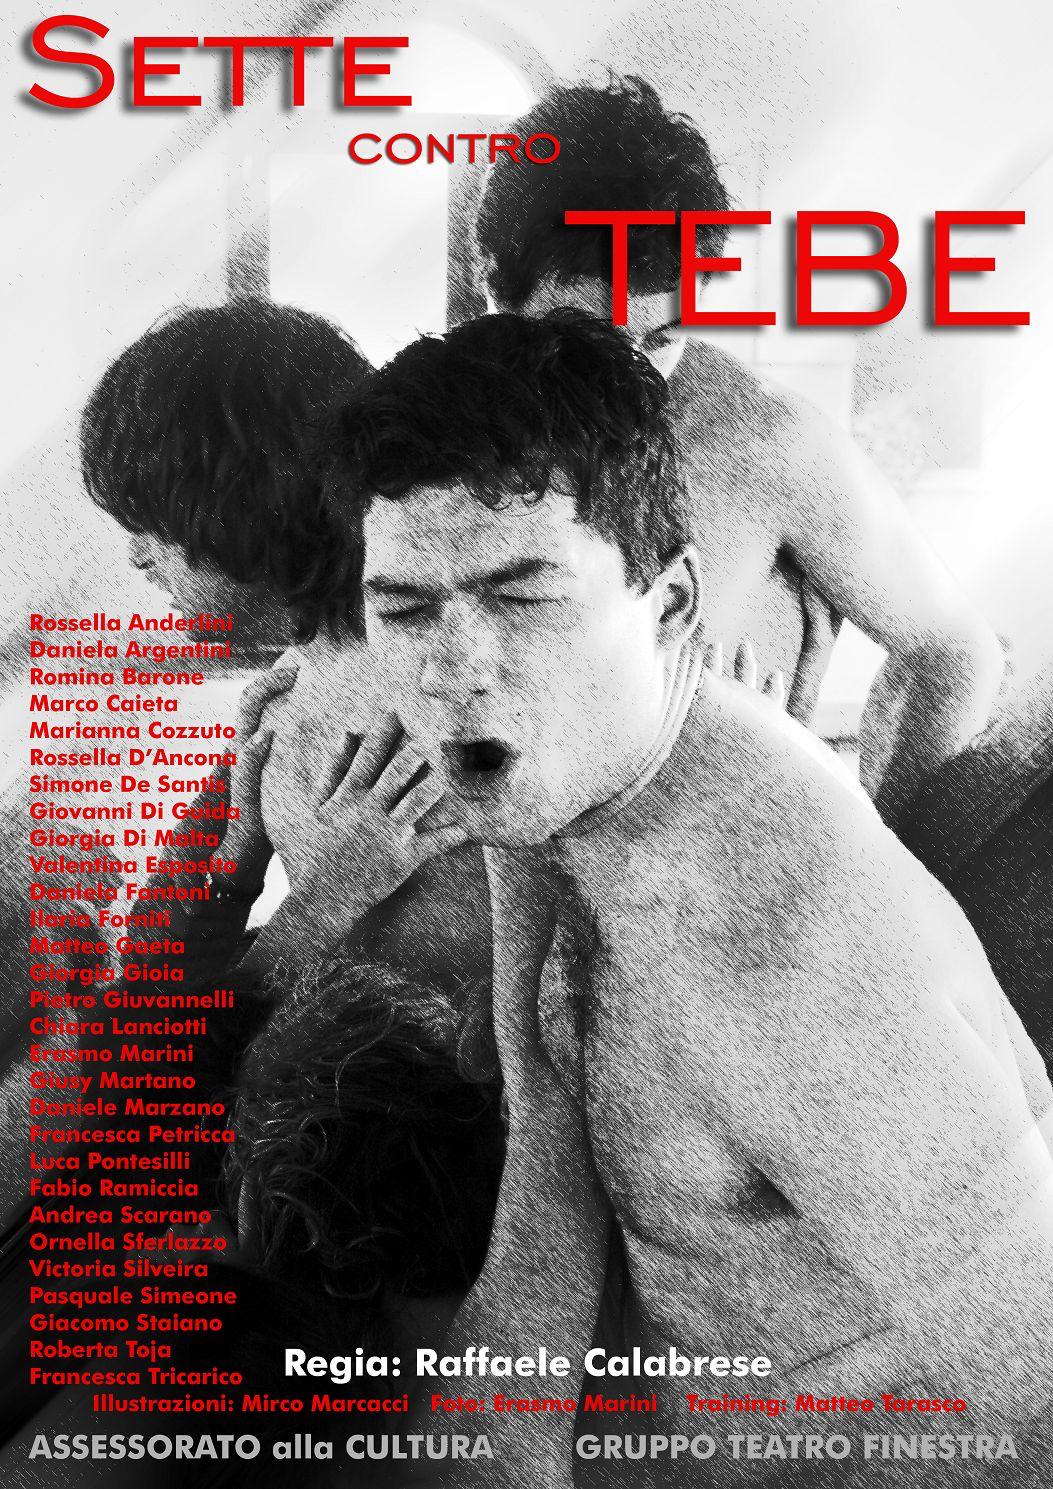 SETTE
CONTRO
TEBE
Rossella Anderlini
Daniela Argentini
Romina Barone
Marco Caieta
Marianna Cozzuto
Rossella D’Ancona
Simone De Santis
Giovanni Di Guida
Giorgia Di Malta
Valentina Esposito
Daniela Fantoni
Ilaria Forniti
Matteo Gaeta
Giorgia Gioia
Pietro Giuvannelli
Chiara Lanciotti
Erasmo Marini
Giusy Martano
Daniele Marzano
Francesca Petricca
Luca Pontesilli
Fabio Ramiccia
Andrea Scarano
Ornella Sferlazzo
Victoria Silveira
Pasquale Simeone
Giacomo Staiano
Roberta Toja
Francesca Tricarico
Regia: Raffaele Calabrese
Illustrazioni: Mirco Marcacci Foto: Erasmo Marini Training: Matteo Tarasco
ASSESSORATO alla CULTURA GRUPPO TEATRO FINESTRA